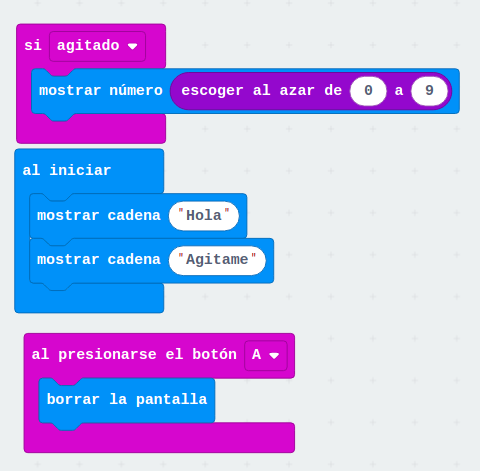 si agitado
mostrar número escoger al azar de 0 a 9
al iniciar
mostrar cadena "Hola"
mostrar cadena "Agitame"
al presionarse el botón A
borrar la pantalla